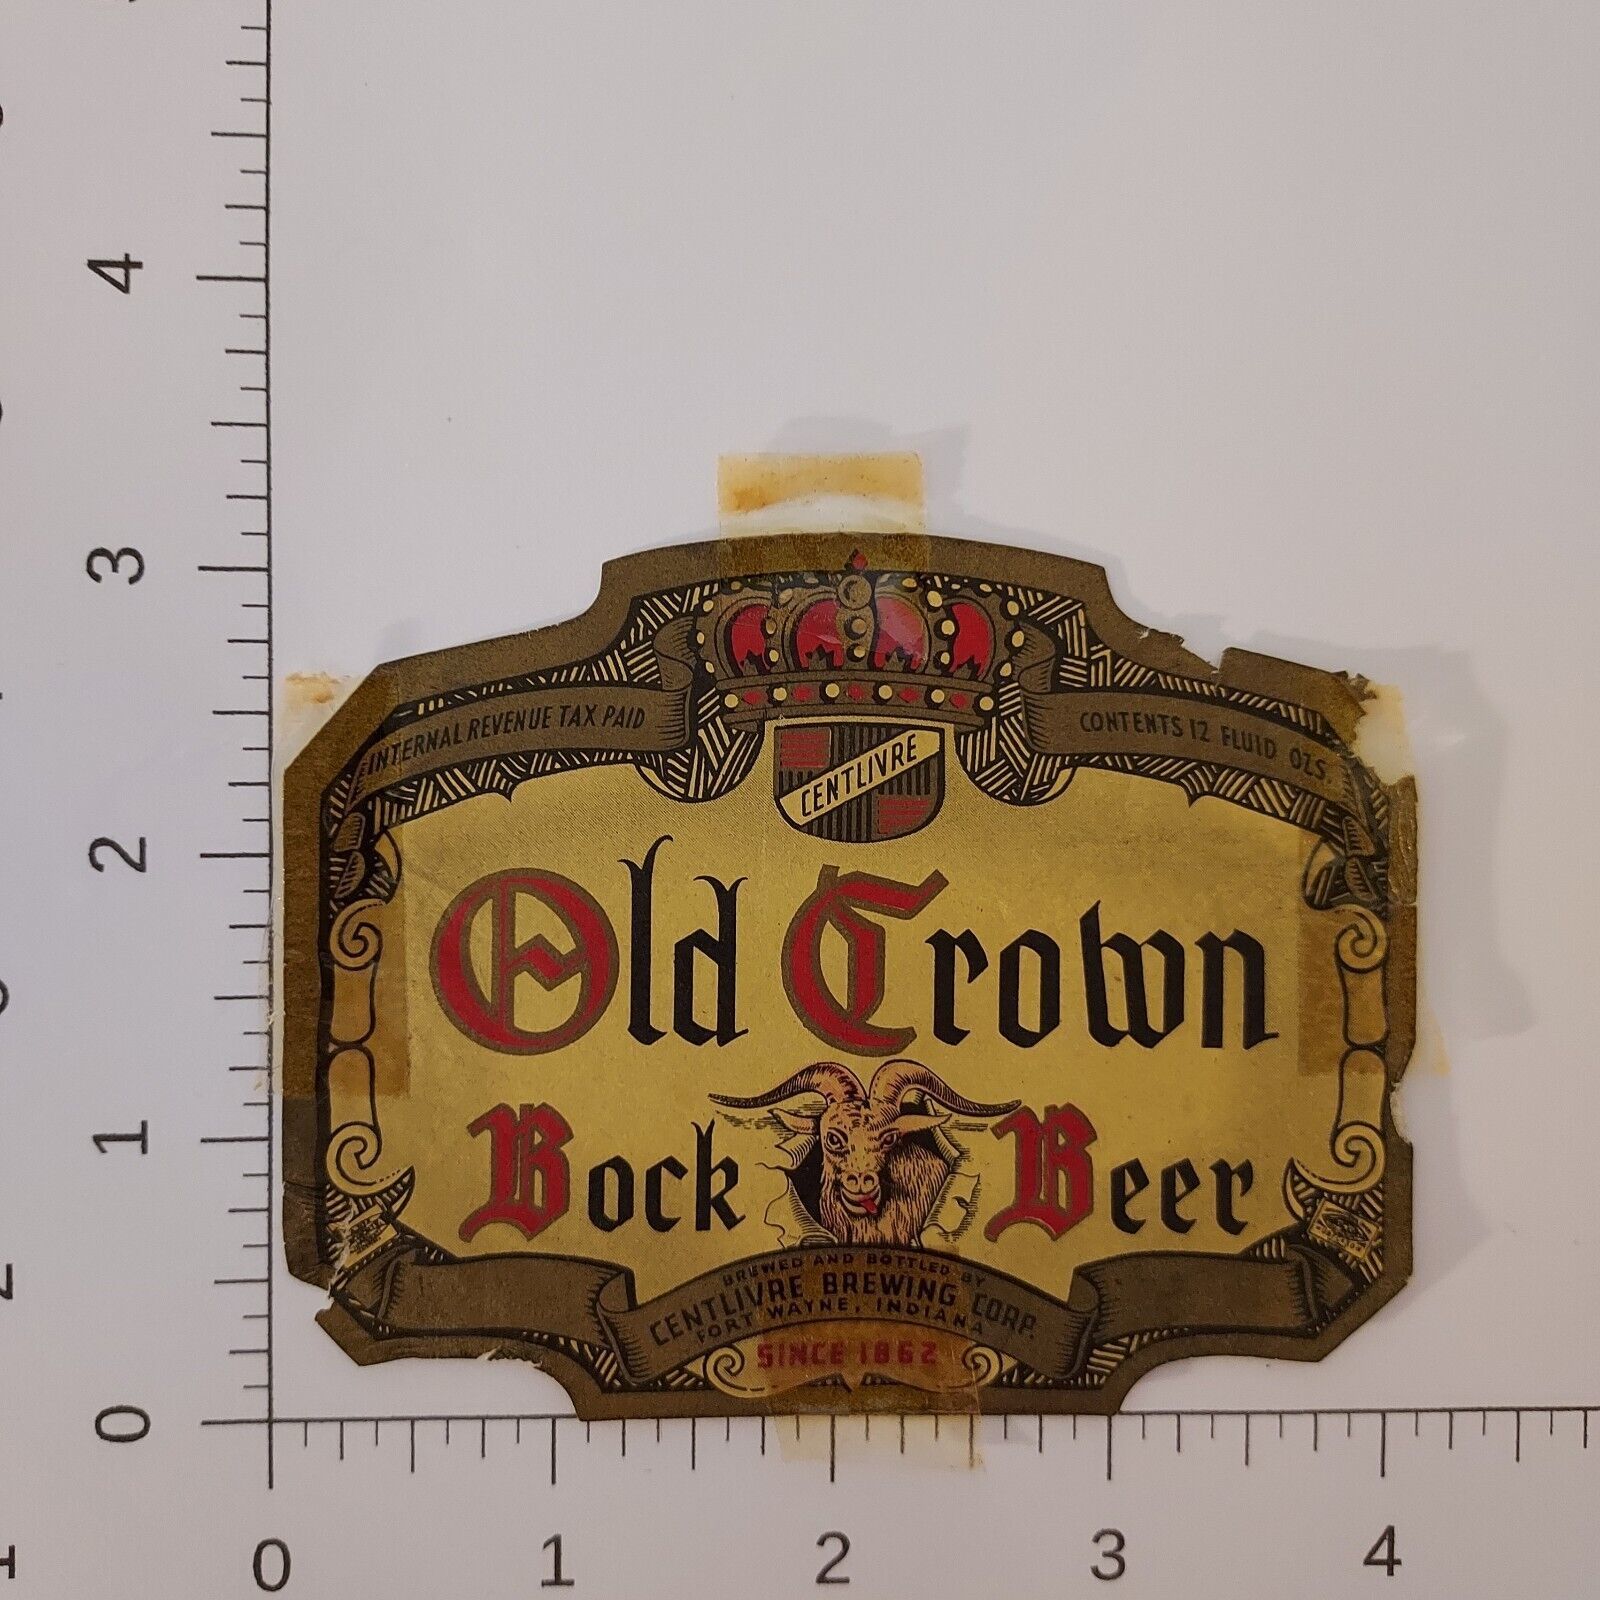 4
3
2
1
0
INTERNAL REVENUE TAX PAID
CONTENTS 12 FLUID OZS.
CENTLIVRE
Old Crown
Bock Beer
BREWED AND BOTTLED BY
CENTLIVRE BREWING CORP.
FORT WAYNE, INDIANA
SINCE 1862
0 1 2 3 4